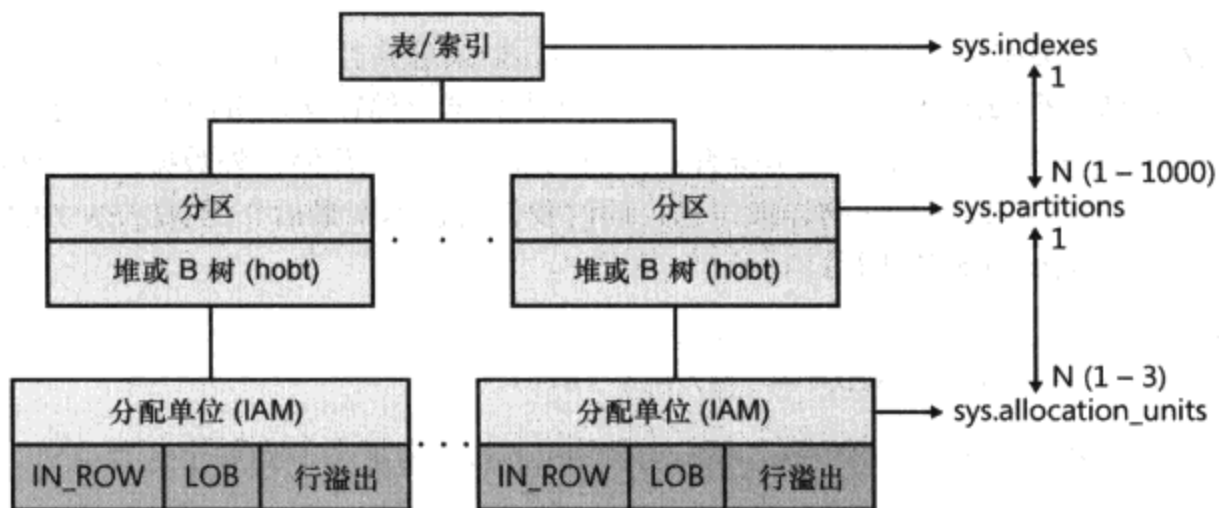 表/索引
sys.indexes
1
N (1 – 1000)
分区
分区
sys.partitions
堆或 B 树 (hobt)
. . .
堆或 B 树 (hobt)
1
N (1 – 3)
分配单位 (IAM)
分配单位 (IAM)
sys.allocation_units
. . .
IN_ROW
LOB
行溢出
IN_ROW
LOB
行溢出